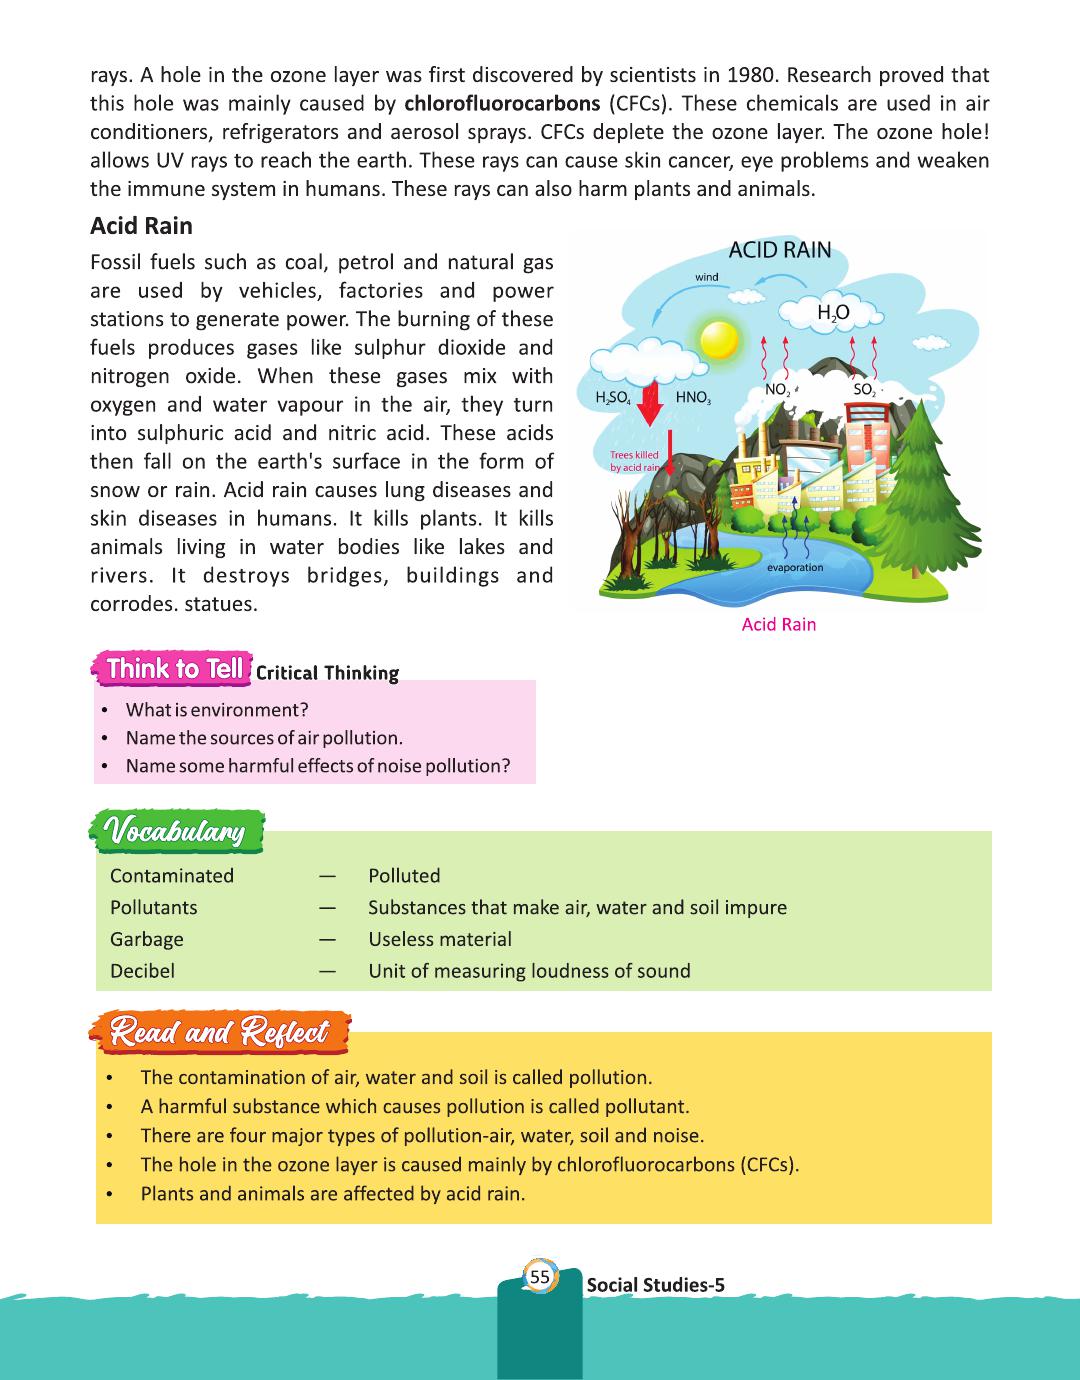 rays. A hole in the ozone layer was first discovered by scientists in 1980. Research proved that
this hole was mainly caused by chlorofluorocarbons (CFCs). These chemicals are used in air
conditioners, refrigerators and aerosol sprays. CFCs deplete the ozone layer. The ozone hole!
allows UV rays to reach the earth. These rays can cause skin cancer, eye problems and weaken
the immune system in humans. These rays can also harm plants and animals.
Acid Rain
Fossil fuels such as coal, petrol and natural gas
are used by vehicles, factories and power
stations to generate power. The burning of these
fuels produces gases like sulphur dioxide and
nitrogen oxide. When these gases mix with
oxygen and water vapour in the air, they turn
into sulphuric acid and nitric acid. These acids
then fall on the earth's surface in the form of
snow or rain. Acid rain causes lung diseases and
skin diseases in humans. It kills plants. It kills
animals living in water bodies like lakes and
rivers. It destroys bridges, buildings and
corrodes. statues.
ACID RAIN
wind
H₂O
H₂SO₄
HNO₃
NO₂
SO₂
Trees killed
by acid rain
evaporation
Acid Rain
Think to Tell Critical Thinking
• What is environment?
• Name the sources of air pollution.
• Name some harmful effects of noise pollution?
Vocabulary
Contaminated — Polluted
Pollutants — Substances that make air, water and soil impure
Garbage — Useless material
Decibel — Unit of measuring loudness of sound
Read and Reflect
• The contamination of air, water and soil is called pollution.
• A harmful substance which causes pollution is called pollutant.
• There are four major types of pollution-air, water, soil and noise.
• The hole in the ozone layer is caused mainly by chlorofluorocarbons (CFCs).
• Plants and animals are affected by acid rain.
55
Social Studies-5